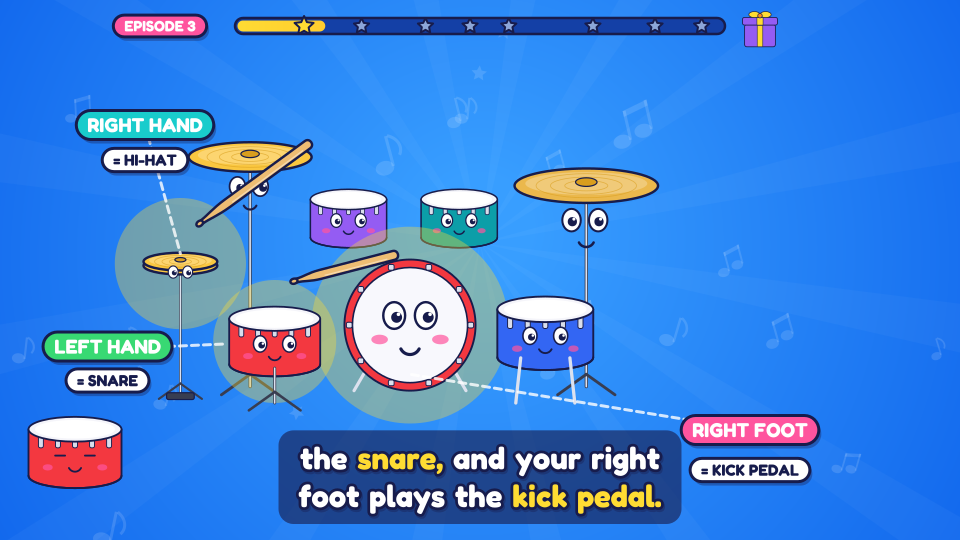 EPISODE 3
RIGHT HAND
= HI-HAT
LEFT HAND
= SNARE
RIGHT FOOT
= KICK PEDAL
the snare, and your right
foot plays the kick pedal.